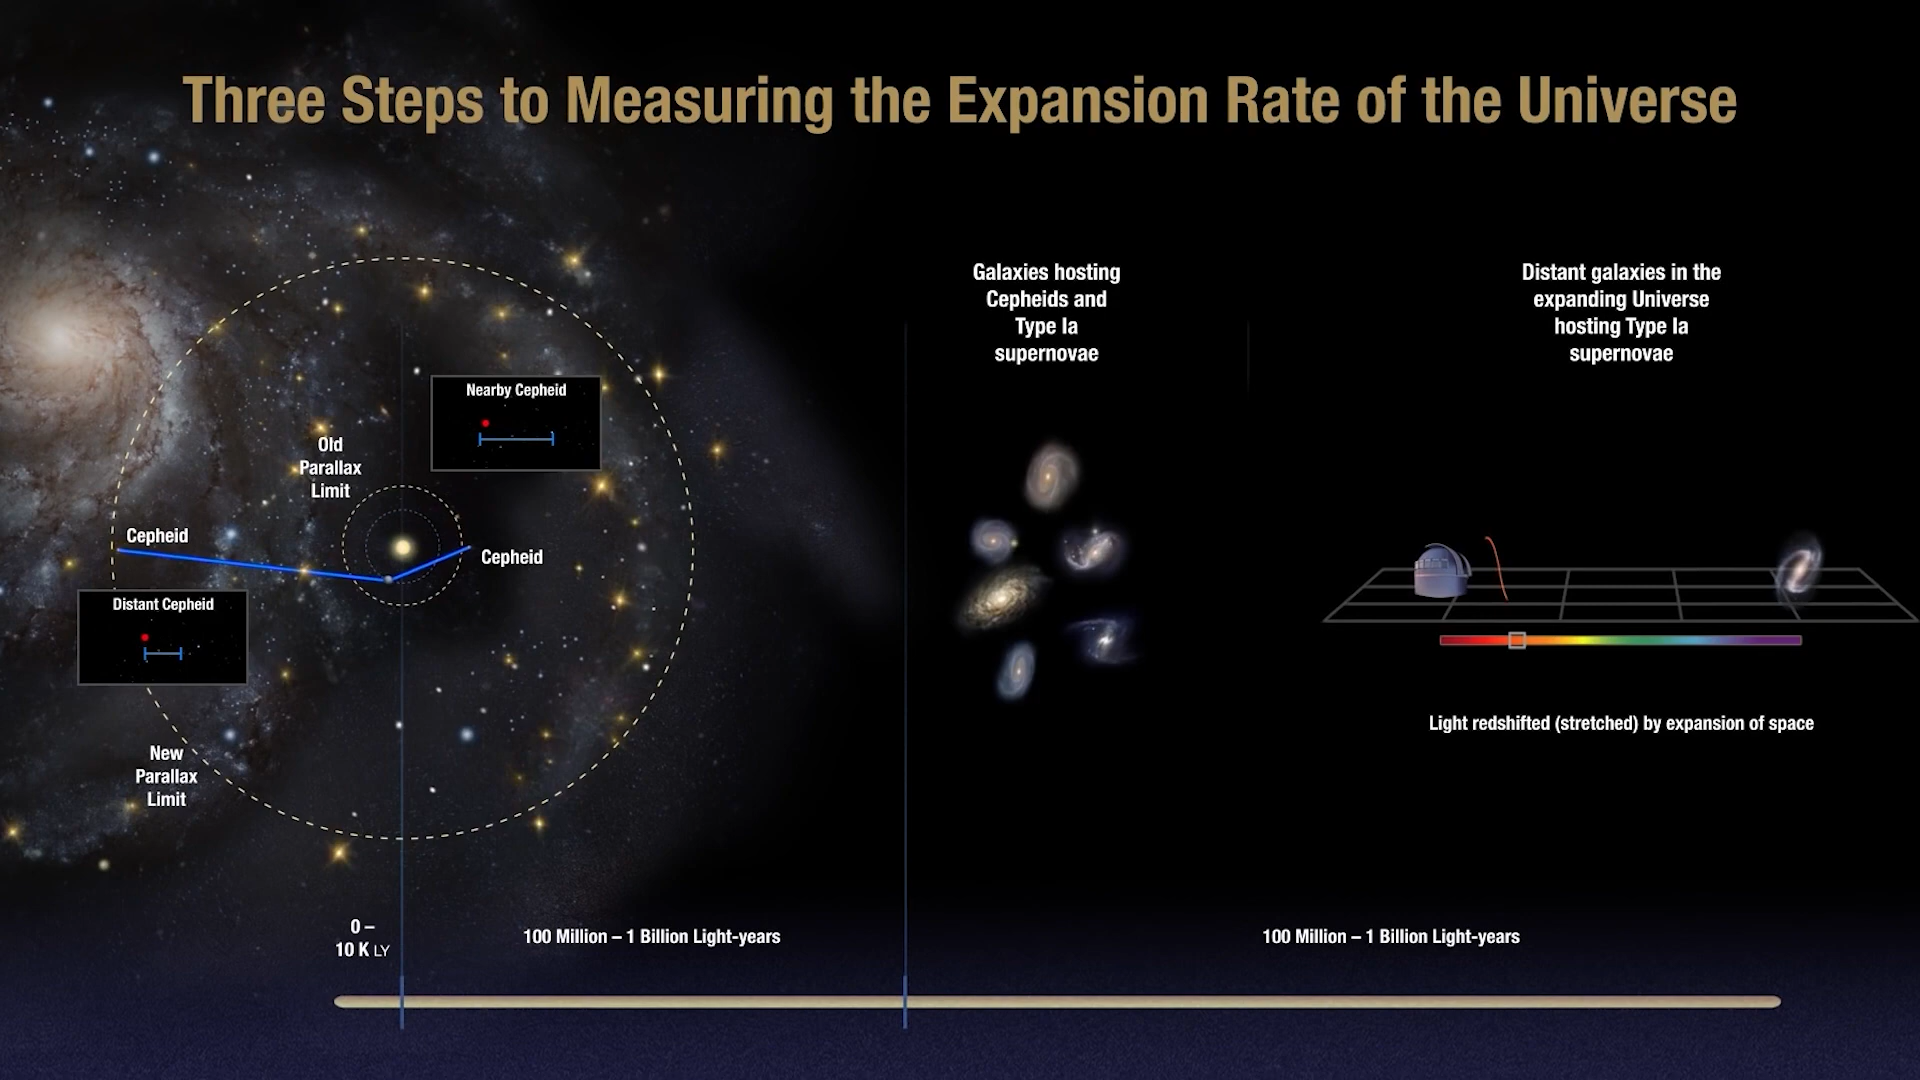 Three Steps to Measuring the Expansion Rate of the Universe
Galaxies hosting
Cepheids and
Type Ia
supernovae
Distant galaxies in the
expanding Universe
hosting Type Ia
supernovae
Nearby Cepheid
Old
Parallax
Limit
Cepheid
Cepheid
Distant Cepheid
New
Parallax
Limit
Light redshifted (stretched) by expansion of space
0 –
10 K LY
100 Million – 1 Billion Light-years
100 Million – 1 Billion Light-years